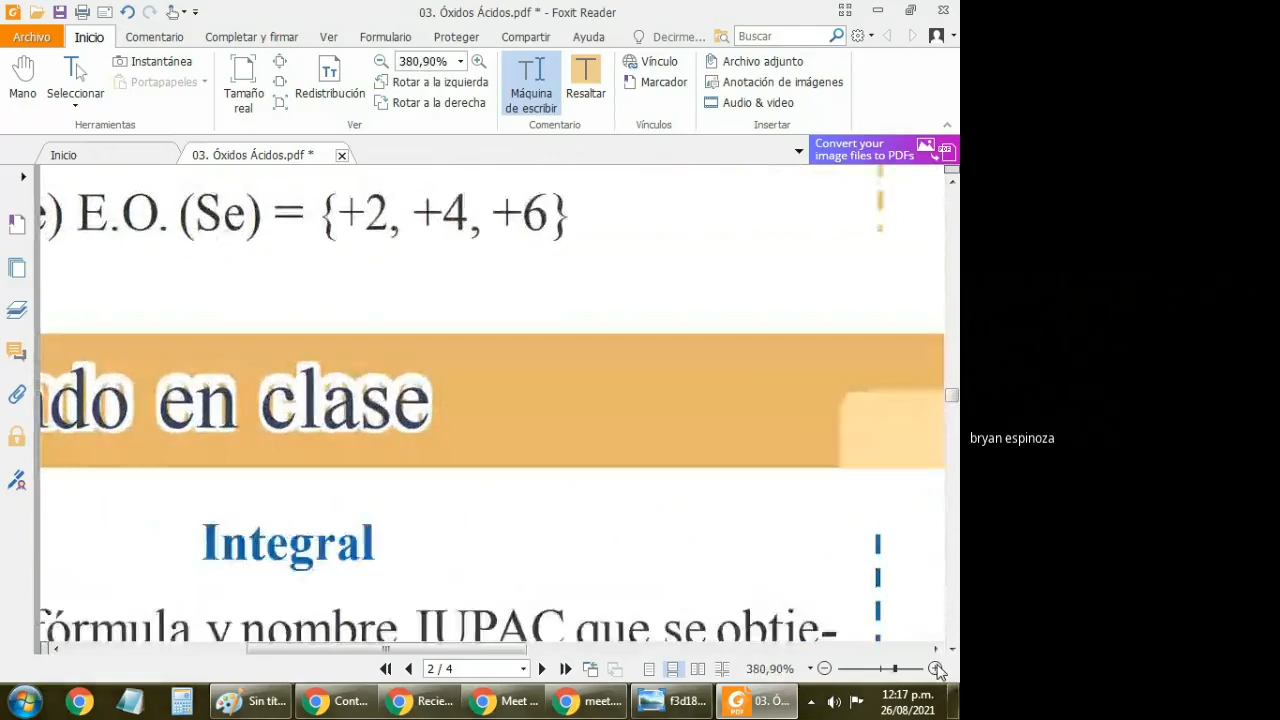 03. Óxidos Ácidos.pdf * - Foxit Reader
Archivo Inicio Comentario Completar y firmar Ver Formulario Proteger Compartir Ayuda Decirme... Buscar
Mano
Seleccionar
Instantánea
Portapapeles
Herramientas
Tamaño real
Redistribución
380,90%
Rotar a la izquierda
Rotar a la derecha
Ver
Máquina de escribir
Resaltar
Comentario
Vínculo
Marcador
Vínculos
Archivo adjunto
Anotación de imágenes
Audio & video
Insertar
Inicio
03. Oxidos Ácidos.pdf *
Convert your
image files to PDFs
e) E.O. (Se) = {+2, +4, +6}
ndo en clase
Integral
fórmula y nombre IUPAC que se obtie-
bryan espinoza
2 / 4
380,90%
Sin tít...
Cont...
Recie...
Meet ...
meet....
f3d18...
03. Ó...
12:17 p.m.
26/08/2021